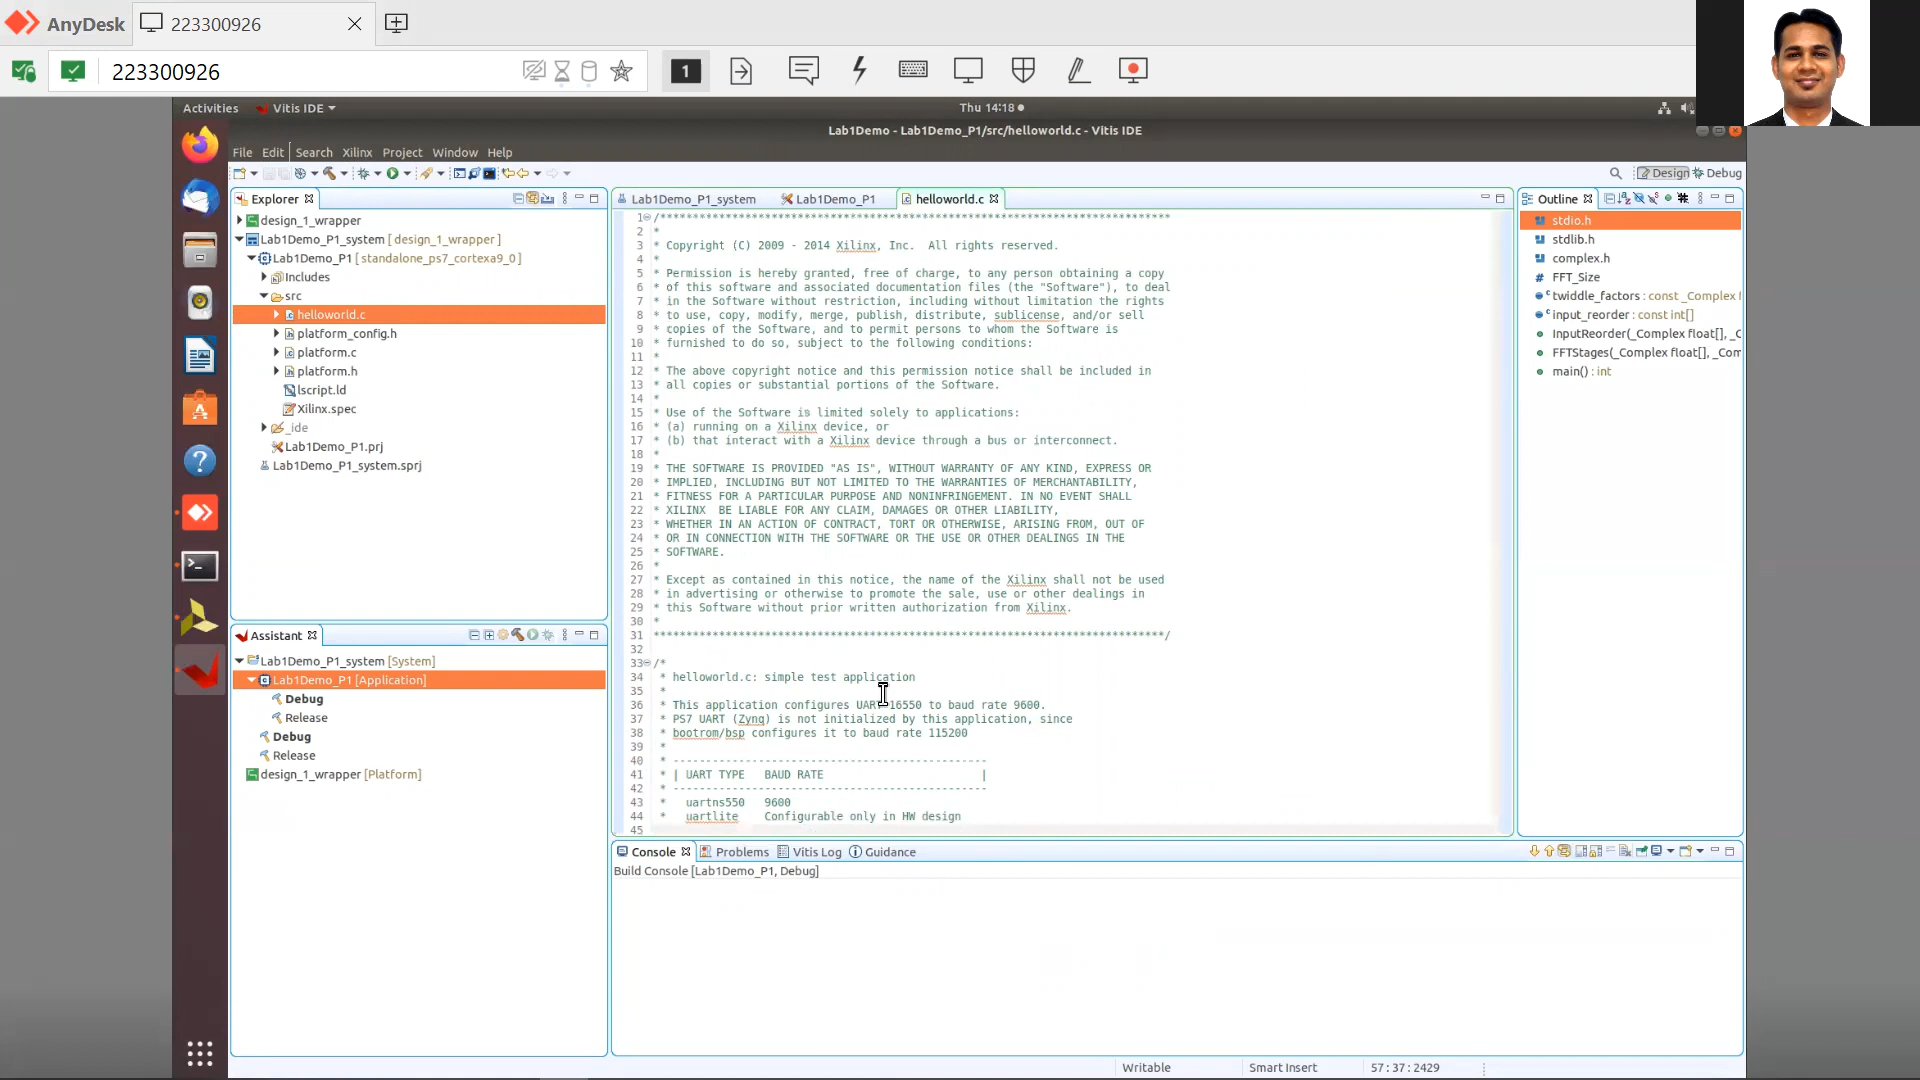 AnyDesk
223300926
223300926
1
Activities
Vitis IDE
Thu 14:18
Lab1Demo - Lab1Demo_P1/src/helloworld.c - Vitis IDE
File Edit Search Xilinx Project Window Help
Design Debug
Explorer
design_1_wrapper
Lab1Demo_P1_system [ design_1_wrapper ]
Lab1Demo_P1 [ standalone_ps7_cortexa9_0 ]
Includes
src
helloworld.c
platform_config.h
platform.c
platform.h
lscript.ld
Xilinx.spec
_ide
Lab1Demo_P1.prj
Lab1Demo_P1_system.sprj
Assistant
Lab1Demo_P1_system [System]
Lab1Demo_P1 [Application]
Debug
Release
Debug
Release
design_1_wrapper [Platform]
Lab1Demo_P1_system Lab1Demo_P1 helloworld.c
1 /******************************************************************************
2 *
3 * Copyright (C) 2009 - 2014 Xilinx, Inc. All rights reserved.
4 *
5 * Permission is hereby granted, free of charge, to any person obtaining a copy
6 * of this software and associated documentation files (the "Software"), to deal
7 * in the Software without restriction, including without limitation the rights
8 * to use, copy, modify, merge, publish, distribute, sublicense, and/or sell
9 * copies of the Software, and to permit persons to whom the Software is
10 * furnished to do so, subject to the following conditions:
11 *
12 * The above copyright notice and this permission notice shall be included in
13 * all copies or substantial portions of the Software.
14 *
15 * Use of the Software is limited solely to applications:
16 * (a) running on a Xilinx device, or
17 * (b) that interact with a Xilinx device through a bus or interconnect.
18 *
19 * THE SOFTWARE IS PROVIDED "AS IS", WITHOUT WARRANTY OF ANY KIND, EXPRESS OR
20 * IMPLIED, INCLUDING BUT NOT LIMITED TO THE WARRANTIES OF MERCHANTABILITY,
21 * FITNESS FOR A PARTICULAR PURPOSE AND NONINFRINGEMENT. IN NO EVENT SHALL
22 * XILINX BE LIABLE FOR ANY CLAIM, DAMAGES OR OTHER LIABILITY,
23 * WHETHER IN AN ACTION OF CONTRACT, TORT OR OTHERWISE, ARISING FROM, OUT OF
24 * OR IN CONNECTION WITH THE SOFTWARE OR THE USE OR OTHER DEALINGS IN THE
25 * SOFTWARE.
26 *
27 * Except as contained in this notice, the name of the Xilinx shall not be used
28 * in advertising or otherwise to promote the sale, use or other dealings in
29 * this Software without prior written authorization from Xilinx.
30 *
31 ******************************************************************************/
32
33 /*
34 * helloworld.c: simple test application
35 *
36 * This application configures UART 16550 to baud rate 9600.
37 * PS7 UART (Zynq) is not initialized by this application, since
38 * bootrom/bsp configures it to baud rate 115200
39 *
40 * ------------------------------------------------
41 * | UART TYPE BAUD RATE |
42 * ------------------------------------------------
43 * uartns550 9600
44 * uartlite Configurable only in HW design
45
Outline
stdio.h
stdlib.h
complex.h
FFT_Size
twiddle_factors : const _Complex f
input_reorder : const int[]
InputReorder(_Complex float[], _C
FFTStages(_Complex float[], _Com
main() : int
Console Problems Vitis Log Guidance
Build Console [Lab1Demo_P1, Debug]
Writable Smart Insert 57 : 37 : 2429